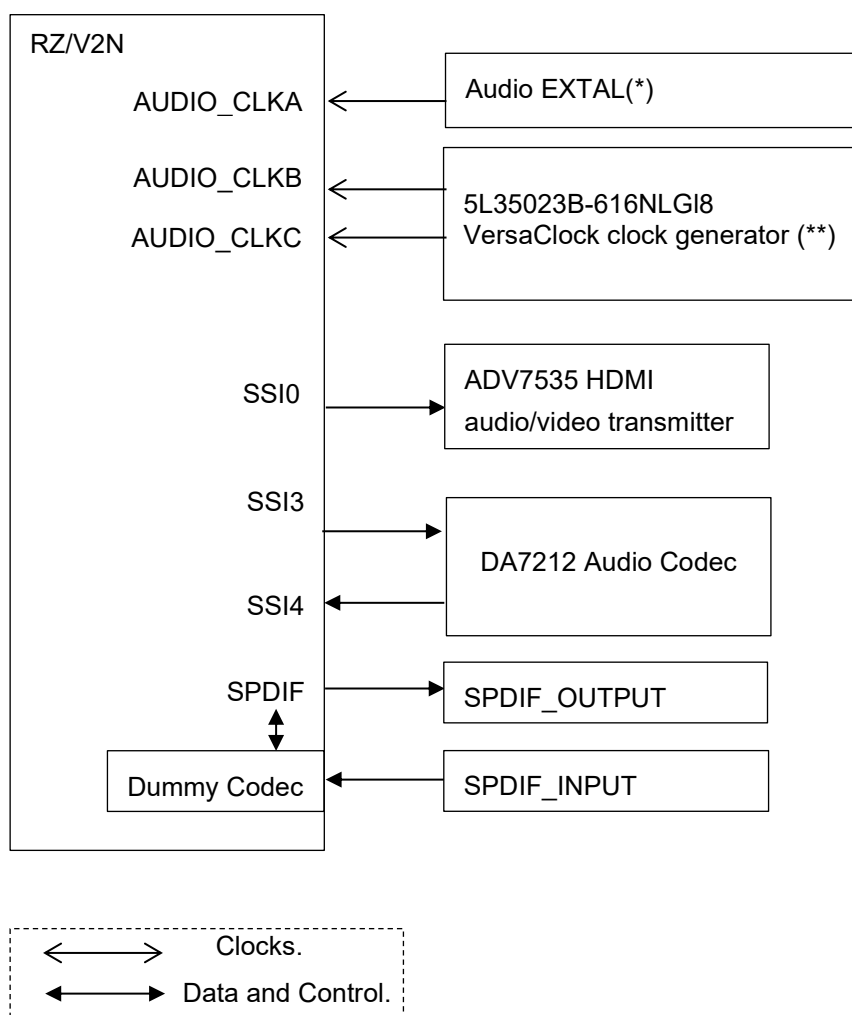 RZ/V2N
AUDIO_CLKA
Audio EXTAL(*)
AUDIO_CLKB
AUDIO_CLKC
5L35023B-616NLGI8
VersaClock clock generator (**)
SSI0
ADV7535 HDMI
audio/video transmitter
SSI3
SSI4
DA7212 Audio Codec
SPDIF
SPDIF_OUTPUT
Dummy Codec
SPDIF_INPUT
Clocks.
Data and Control.